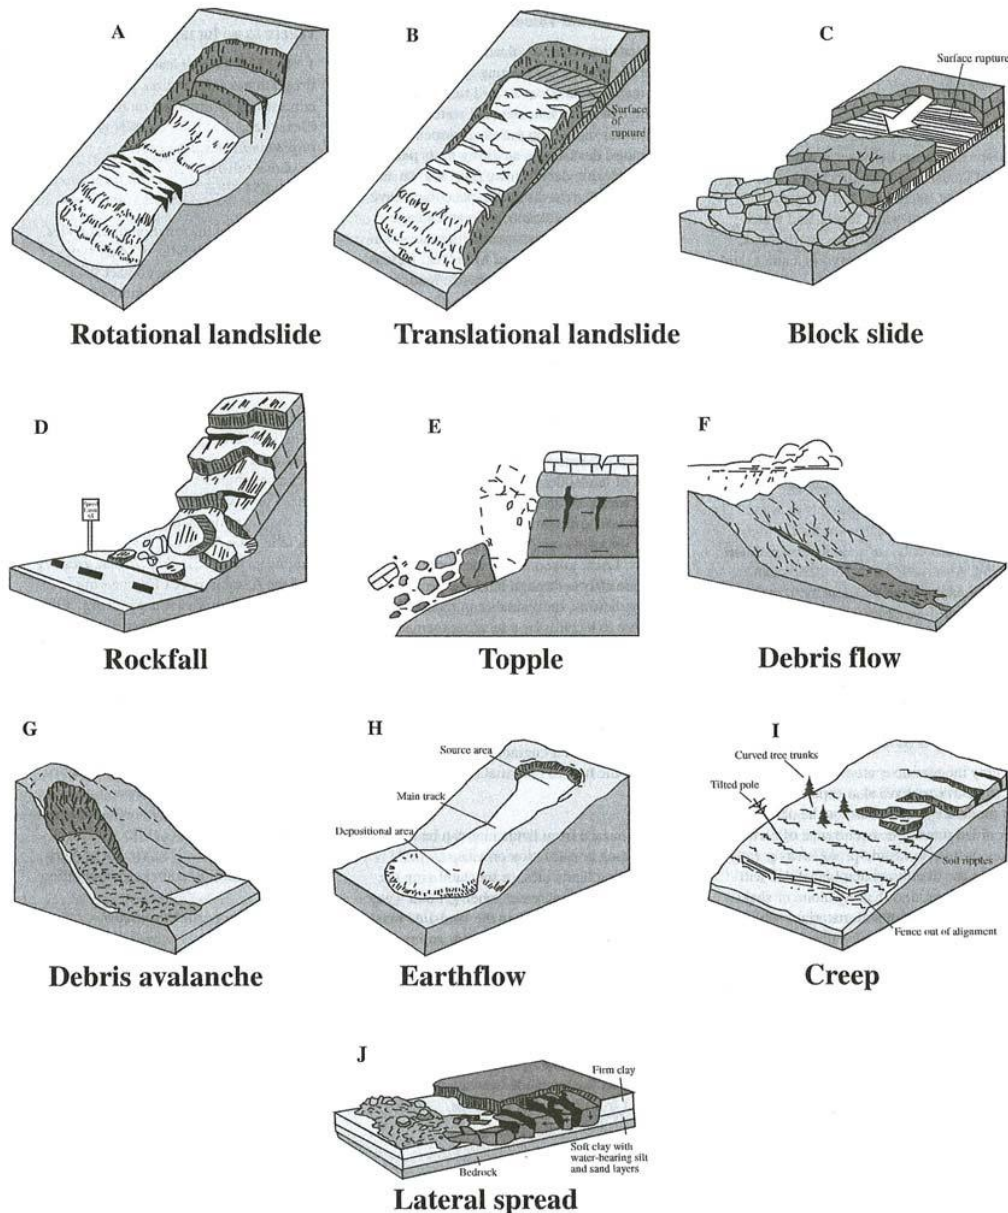 A
B
C
Surface rupture
Surface
of
rupture
Toe
Rotational landslide
Translational landslide
Block slide
D
E
F
Rockfall
Topple
Debris flow
G
H
I
Source area
Main track
Depositional area
Curved tree trunks
Tilted pole
Soil ripples
Fence out of alignment
Debris avalanche
Earthflow
Creep
J
Firm clay
Soft clay with
water-bearing silt
and sand layers
Bedrock
Lateral spread